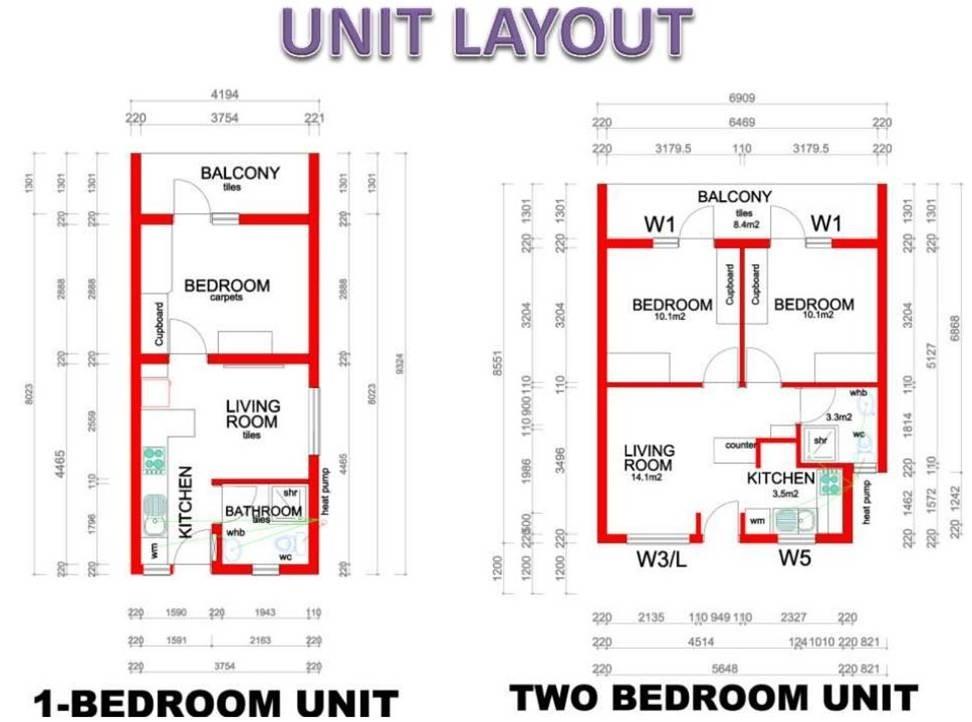 UNIT LAYOUT
4194
220 3754 221
BALCONY
tiles
BEDROOM
carpets
Cupboard
LIVING
ROOM
tiles
KITCHEN
BATHROOM
tiles
shr
whb
wc
wm
heat pump
1301 1301 1301
220 220
2888 2888
220 220
8023
4465
2559
110
1796
220 220
1301 1301
220
2888
220
8023
9324
4465
220
220 1590 220 1943 110
220 1591 2163 220
220 3754 220
1-BEDROOM UNIT
6909
220 6469 220
220 3179.5 110 3179.5 220
BALCONY
tiles
8.4m2
W1
W1
BEDROOM
10.1m2
Cupboard
Cupboard
BEDROOM
10.1m2
whb
3.3m2
wc
shr
counter
LIVING
ROOM
14.1m2
KITCHEN
3.5m2
wm
heat pump
W3/L
W5
1301 1301
220 220
3204 3204
8551
110 110
900
110
1986
3496
220
1200 1200 1200
1301 1301
220 220
3204
5127
6868
110
1814
220 110
1462 1572 1242
220 220 220
220 2135 110 949 110 2327 220
220 4514 124 1010 220 821
220 5648 220 821
TWO BEDROOM UNIT